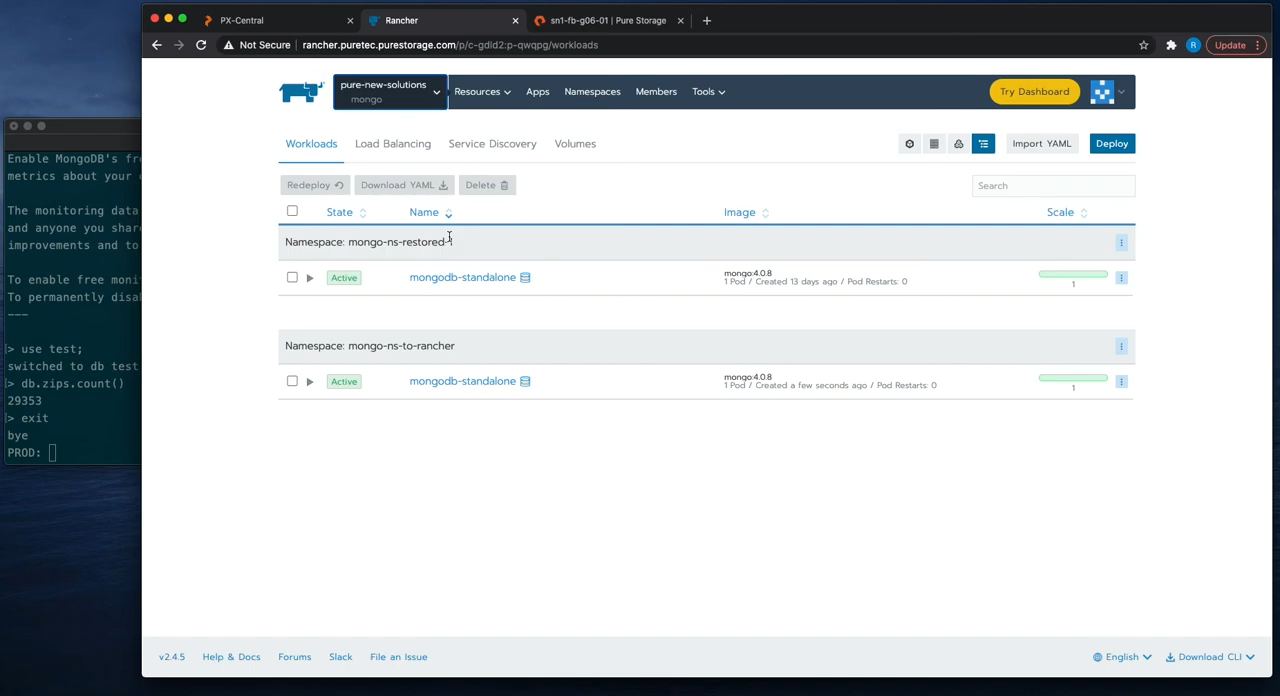 PX-Central
Rancher
sn1-fb-g06-01 | Pure Storage
Not Secure
rancher.puretec.purestorage.com/p/c-gdld2:p-qwqpg/workloads
R
Update
pure-new-solutions
mongo
Resources
Apps
Namespaces
Members
Tools
Try Dashboard
Workloads
Load Balancing
Service Discovery
Volumes
Import YAML
Deploy
Redeploy
Download YAML
Delete
Search
State
Name
Image
Scale
Namespace: mongo-ns-restored-1
Active
mongodb-standalone
mongo:4.0.8
1 Pod / Created 13 days ago / Pod Restarts: 0
1
Namespace: mongo-ns-to-rancher
Active
mongodb-standalone
mongo:4.0.8
1 Pod / Created a few seconds ago / Pod Restarts: 0
1
Enable MongoDB's fre
metrics about your
The monitoring data
and anyone you shar
improvements and to
To enable free moni
To permanently disa
---
> use test;
switched to db test
> db.zips.count()
29353
> exit
bye
PROD:
v2.4.5
Help & Docs
Forums
Slack
File an Issue
English
Download CLI